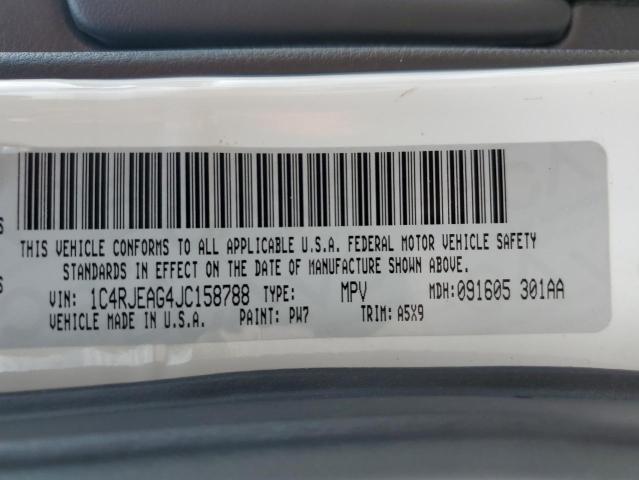 THIS VEHICLE CONFORMS TO ALL APPLICABLE U.S.A. FEDERAL MOTOR VEHICLE SAFETY
STANDARDS IN EFFECT ON THE DATE OF MANUFACTURE SHOWN ABOVE.
VIN: 1C4RJEAG4JC158788 TYPE: MPV MDH:091605 301AA
VEHICLE MADE IN U.S.A. PAINT: PW7 TRIM: A5X9